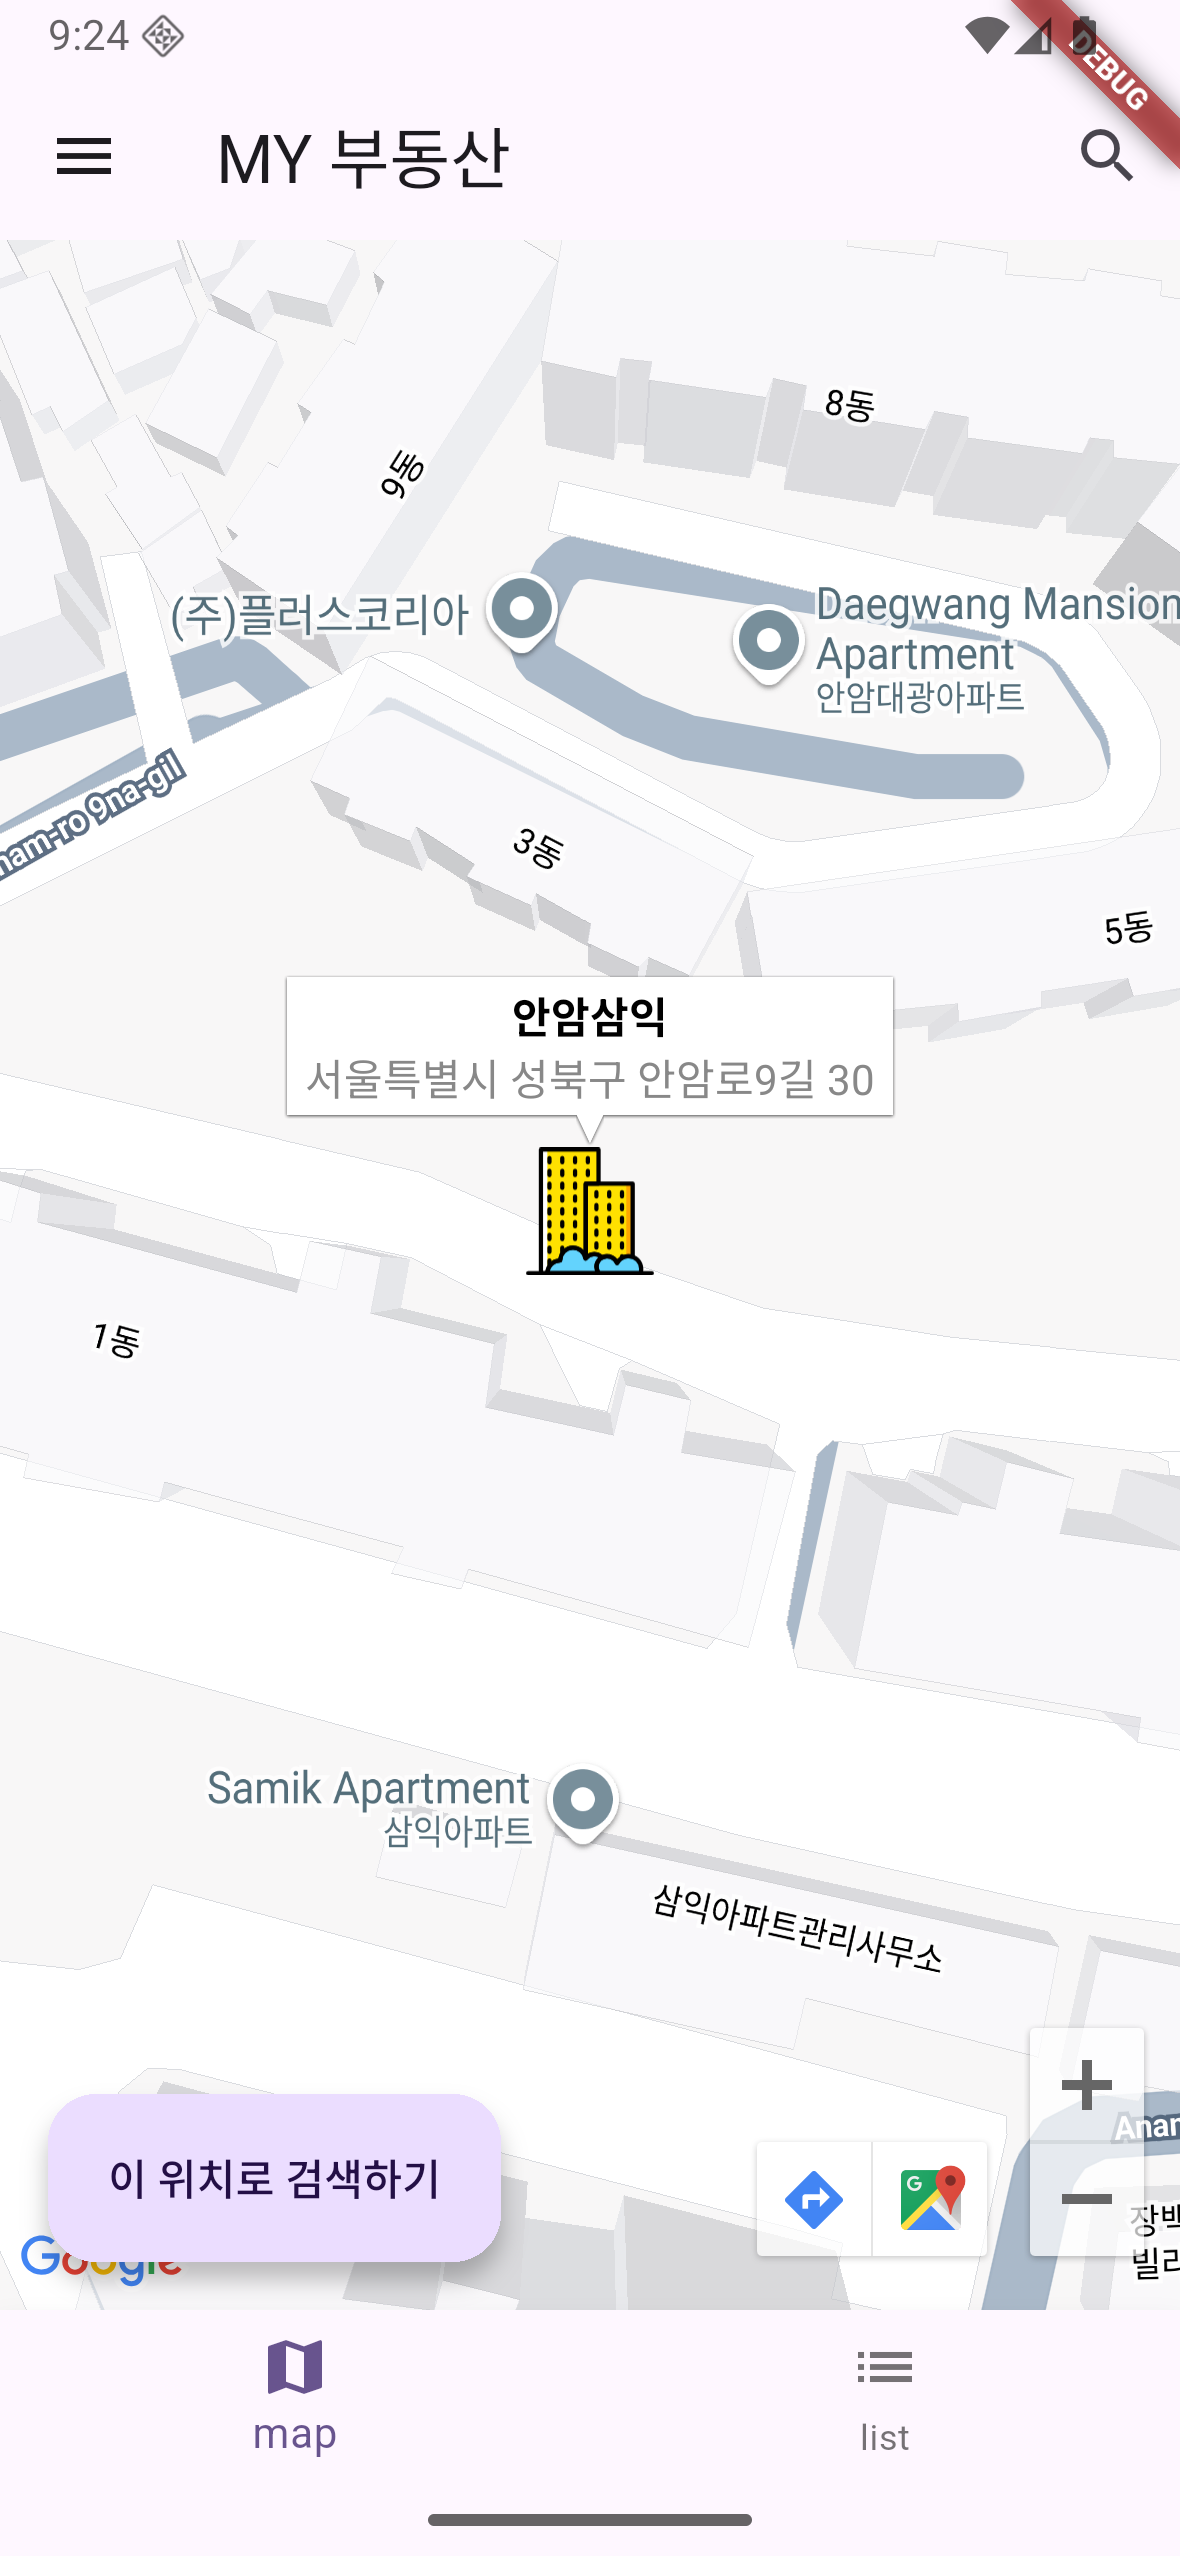 9:24
DEBUG
MY 부동산
8동
9동
(주)플러스코리아
Daegwang Mansion
Apartment
안암대광아파트
nam-ro 9na-gil
3동
5동
안암삼익
서울특별시 성북구 안암로9길 30
1동
Samik Apartment
삼익아파트
삼익아파트관리사무소
Anam
장백
빌라
이 위치로 검색하기
Google
map
list